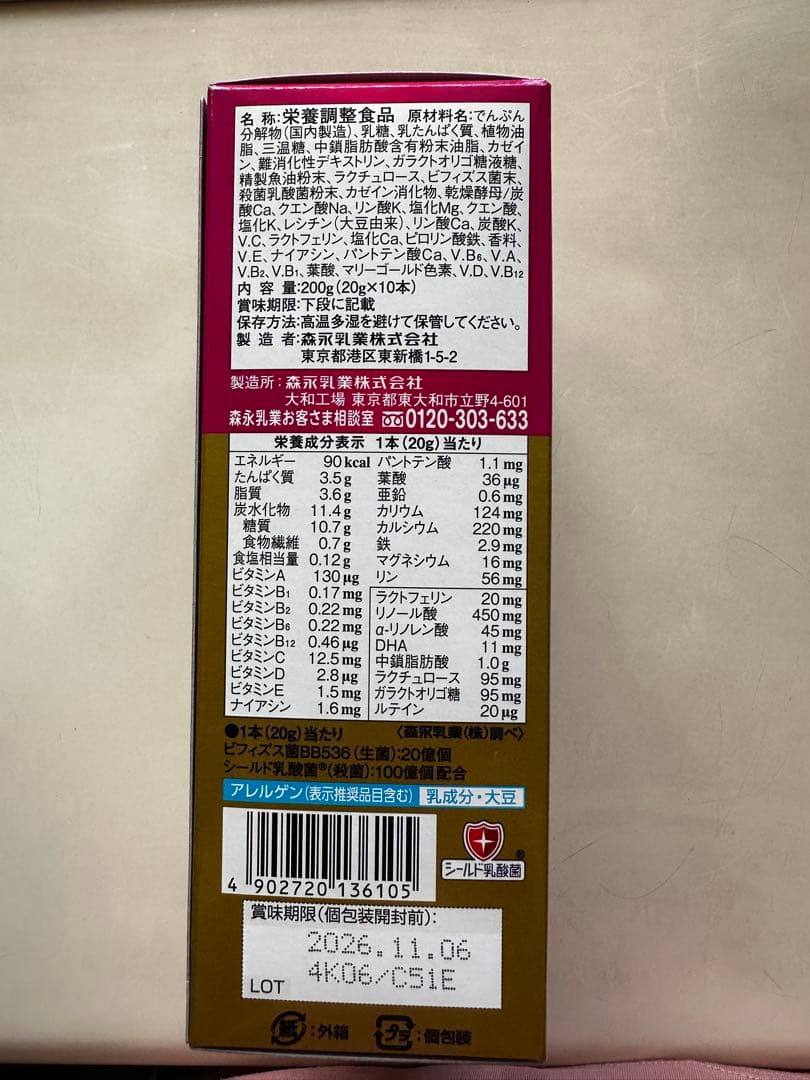 名 称:栄養調整食品 原材料名:でんぷん
分解物(国内製造)、乳糖、乳たんぱく質、植物油
脂、三温糖、中鎖脂肪酸含有粉末油脂、カゼイ
ン、難消化性デキストリン、ガラクトオリゴ糖液糖、
精製魚油粉末、ラクチュロース、ビフィズス菌末、
殺菌乳酸菌粉末、カゼイン消化物、乾燥酵母/炭
酸Ca、クエン酸Na、リン酸K、塩化Mg、クエン酸、
塩化K、レシチン(大豆由来)、リン酸Ca、炭酸K、
V.C、ラクトフェリン、塩化Ca、ピロリン酸鉄、香料、
V.E、ナイアシン、パントテン酸Ca、V.B6、V.A、
V.B2、V.B1、葉酸、マリーゴールド色素、V.D、V.B12
内 容 量:200g(20g×10本)
賞味期限:下段に記載
保存方法:高温多湿を避けて保管してください。
製 造 者:森永乳業株式会社
東京都港区東新橋1-5-2
製造所:森永乳業株式会社
大和工場 東京都東大和市立野4-601
森永乳業お客さま相談室 0120-303-633
栄養成分表示 1本(20g)当たり
エネルギー 90kcal
たんぱく質 3.5g
脂質 3.6g
炭水化物 11.4g
糖質 10.7g
食物繊維 0.7g
食塩相当量 0.12g
ビタミンA 130μg
ビタミンB1 0.17mg
ビタミンB2 0.22mg
ビタミンB6 0.22mg
ビタミンB12 0.46μg
ビタミンC 12.5mg
ビタミンD 2.8μg
ビタミンE 1.5mg
ナイアシン 1.6mg
パントテン酸 1.1mg
葉酸 36μg
亜鉛 0.6mg
カリウム 124mg
カルシウム 220mg
鉄 2.9mg
マグネシウム 16mg
リン 56mg
ラクトフェリン 20mg
リノール酸 450mg
α-リノレン酸 45mg
DHA 11mg
中鎖脂肪酸 1.0g
ラクチュロース 95mg
ガラクトオリゴ糖 95mg
ルテイン 20μg
●1本(20g)当たり 〈森永乳業(株)調べ〉
ビフィズス菌BB536(生菌):20億個
シールド乳酸菌®(殺菌):100億個配合
アレルゲン(表示推奨品目含む) 乳成分・大豆
4 902720 136105
®
シールド乳酸菌
賞味期限(個包装開封前):
2026.11.06
LOT 4K06/C51E
紙:外箱 プラ:個包装